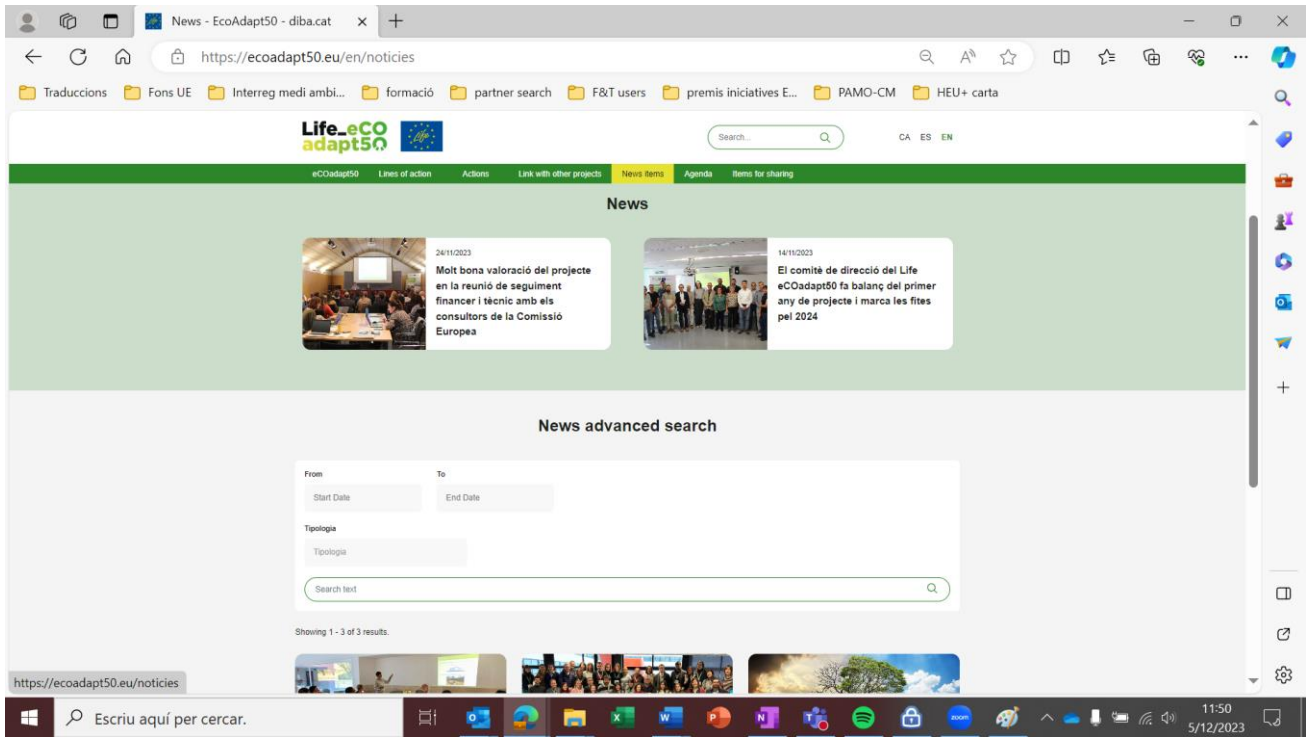 News - EcoAdapt50 - diba.cat
https://ecoadapt50.eu/en/noticies
Traduccions Fons UE Interreg medi ambi... formació partner search F&T users premis iniciatives E... PAMO-CM HEU+ carta
Life_eCO
adapt50
Search...
CA ES EN
eCOadapt50 Lines of action Actions Link with other projects News items Agenda Items for sharing
News
24/11/2023
Molt bona valoració del projecte
en la reunió de seguiment
financer i tècnic amb els
consultors de la Comissió
Europea
14/11/2023
El comitè de direcció del Life
eCOadapt50 fa balanç del primer
any de projecte i marca les fites
pel 2024
News advanced search
From To
Start Date End Date
Tipologia
Tipologia
Search text
Showing 1 - 3 of 3 results.
https://ecoadapt50.eu/noticies
Escriu aquí per cercar.
zoom
11:50
5/12/2023